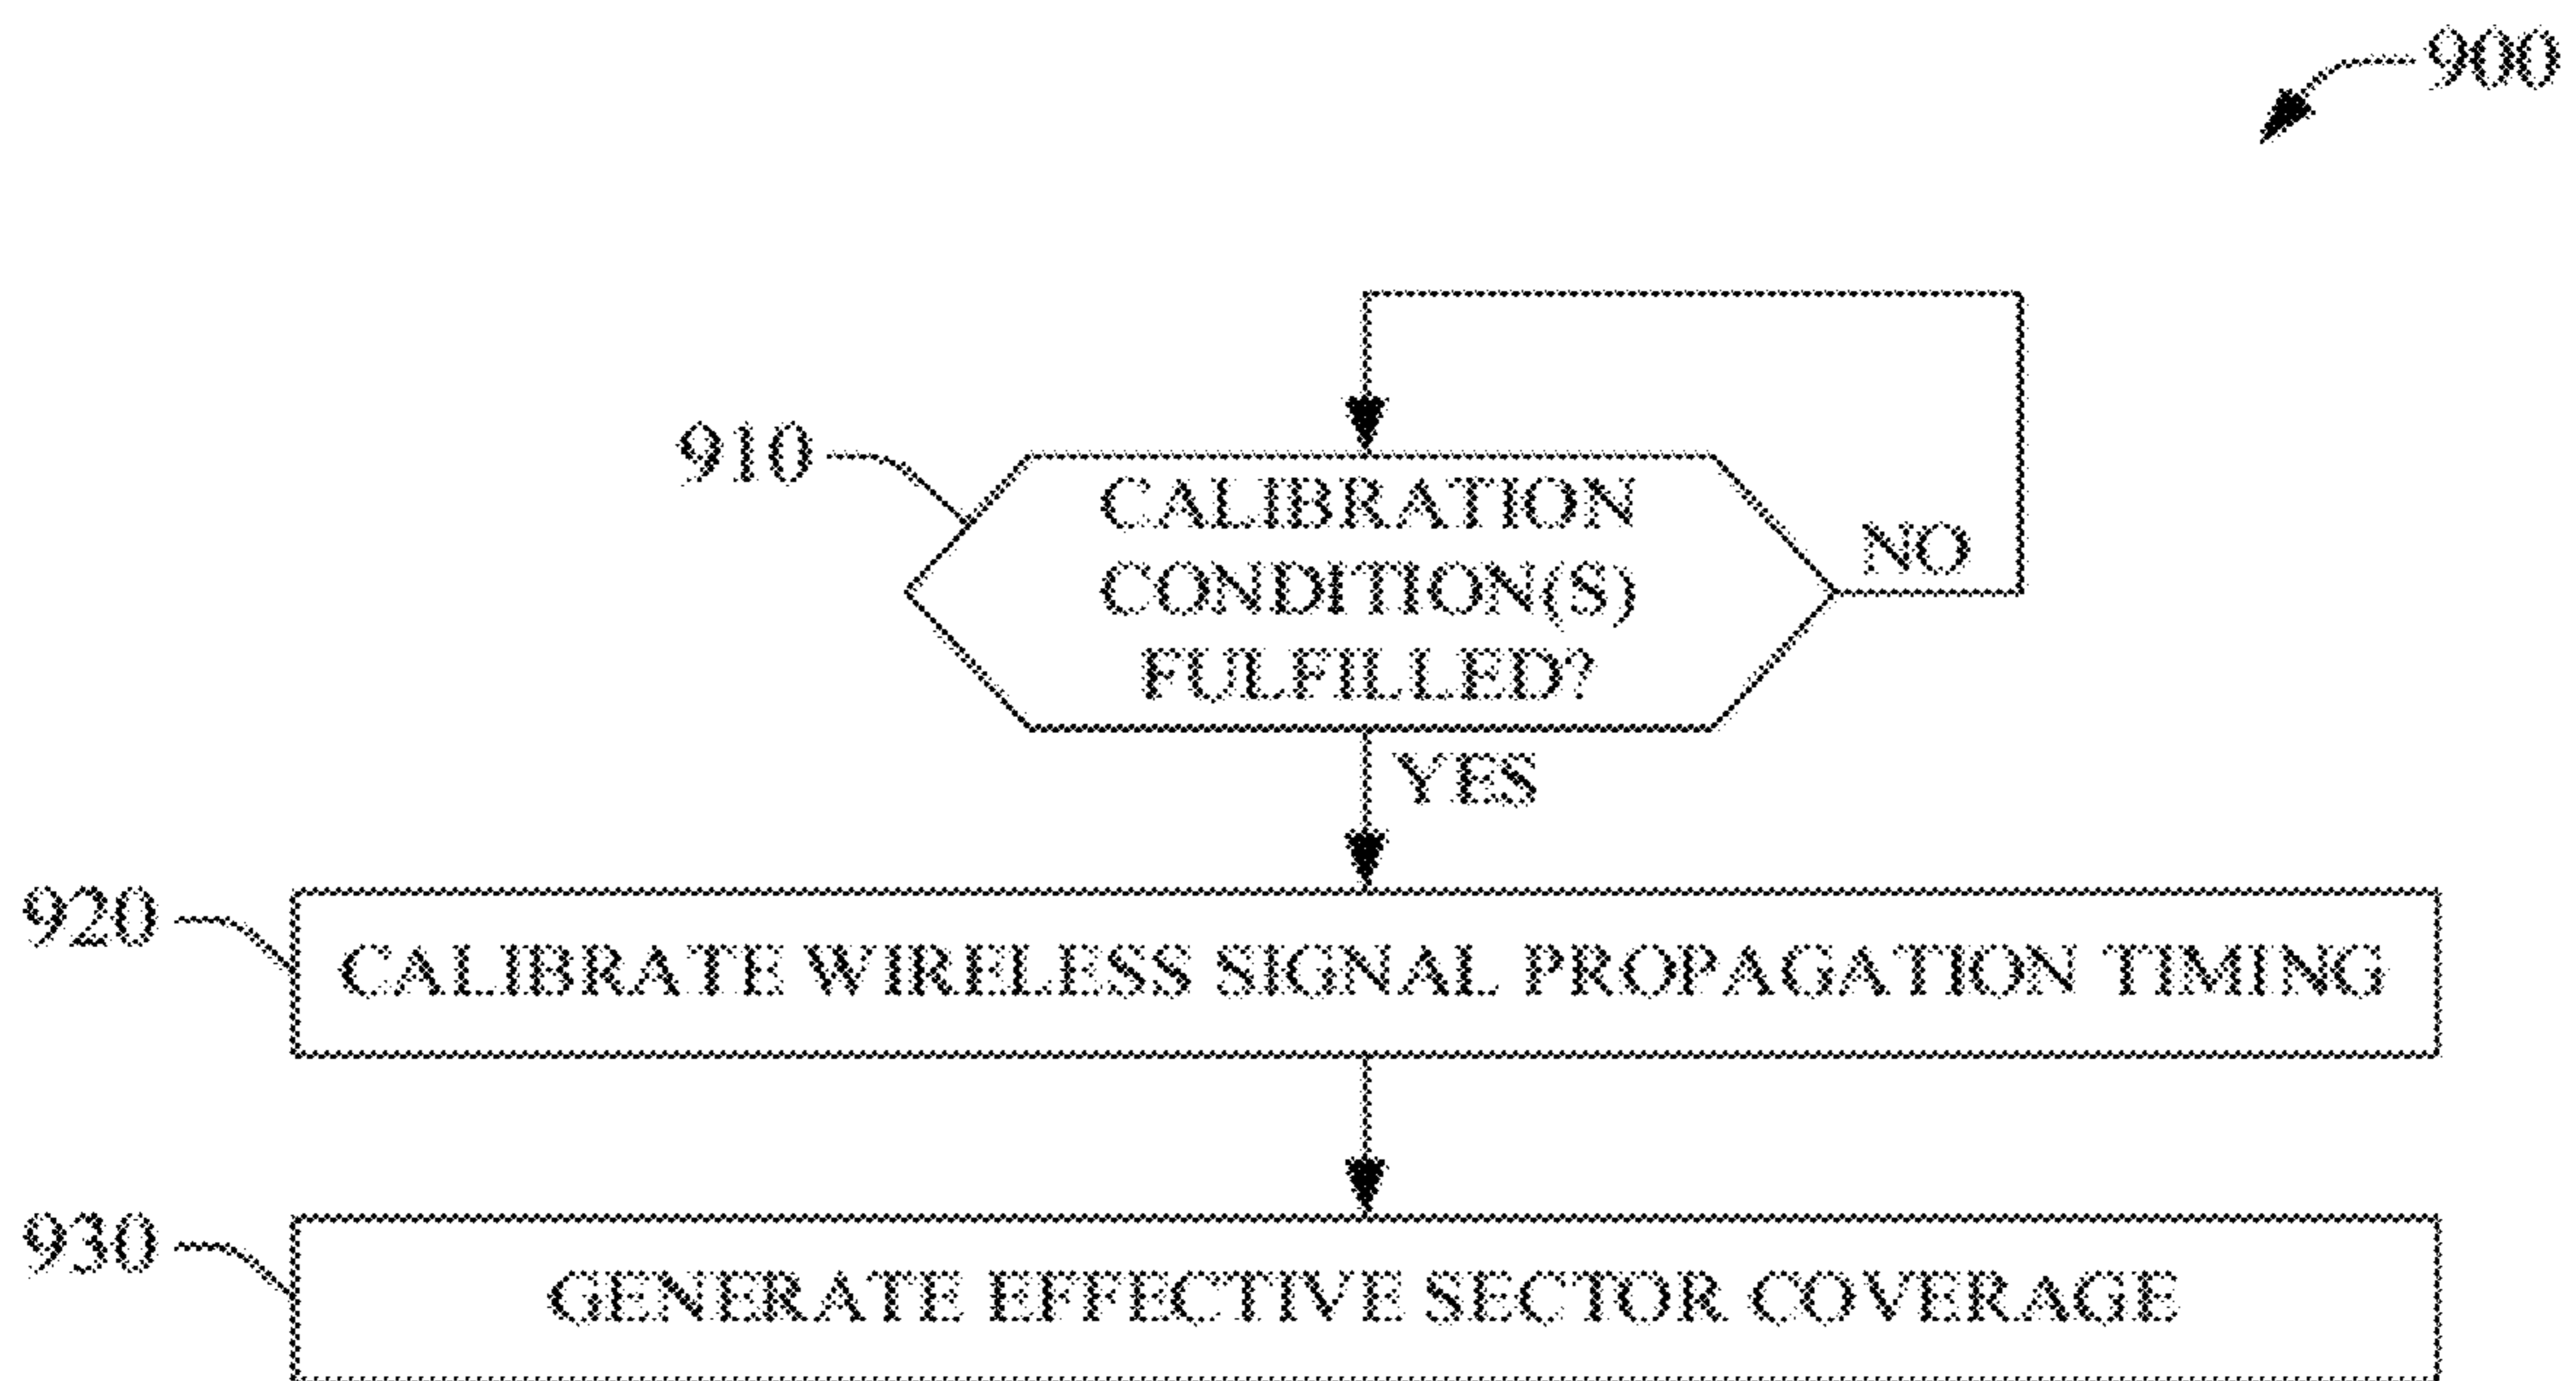 900
910
CALIBRATION
CONDITION(S)
FULFILLED?
NO
YES
920
CALIBRATE WIRELESS SIGNAL PROPAGATION TIMING
930
GENERATE EFFECTIVE SECTOR COVERAGE